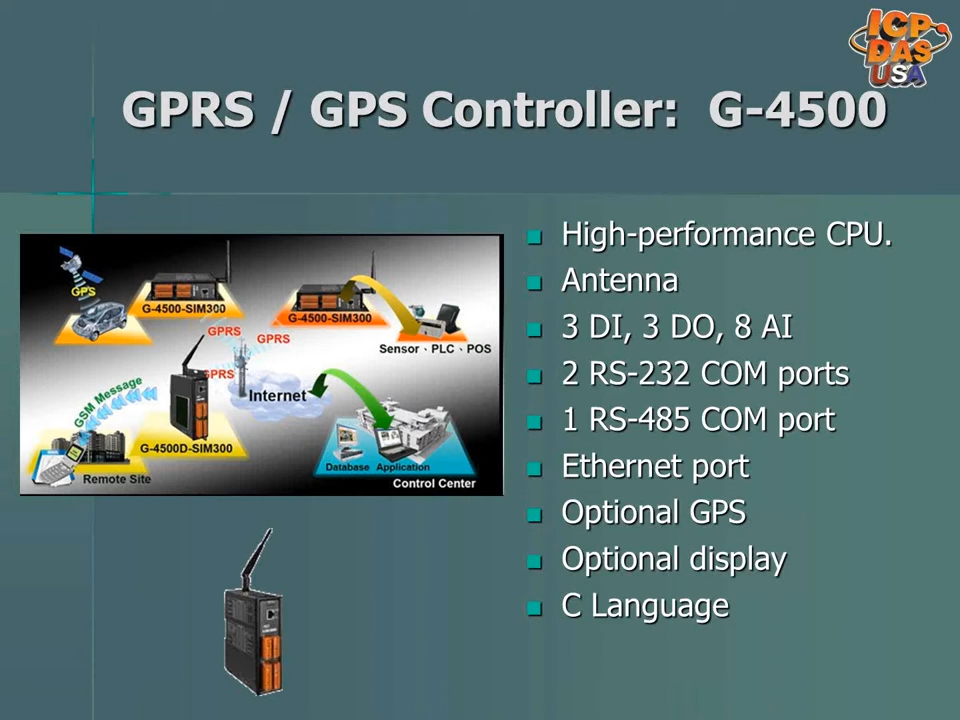 ICP
DAS
USA
GPRS / GPS Controller: G-4500
GPS
G-4500-SIM300
G-4500-SIM300
GPRS
GPRS
Sensor、PLC、POS
GPRS
Internet
GSM Message
G-4500D-SIM300
Remote Site
Database Application
Control Center
High-performance CPU.
Antenna
3 DI, 3 DO, 8 AI
2 RS-232 COM ports
1 RS-485 COM port
Ethernet port
Optional GPS
Optional display
C Language